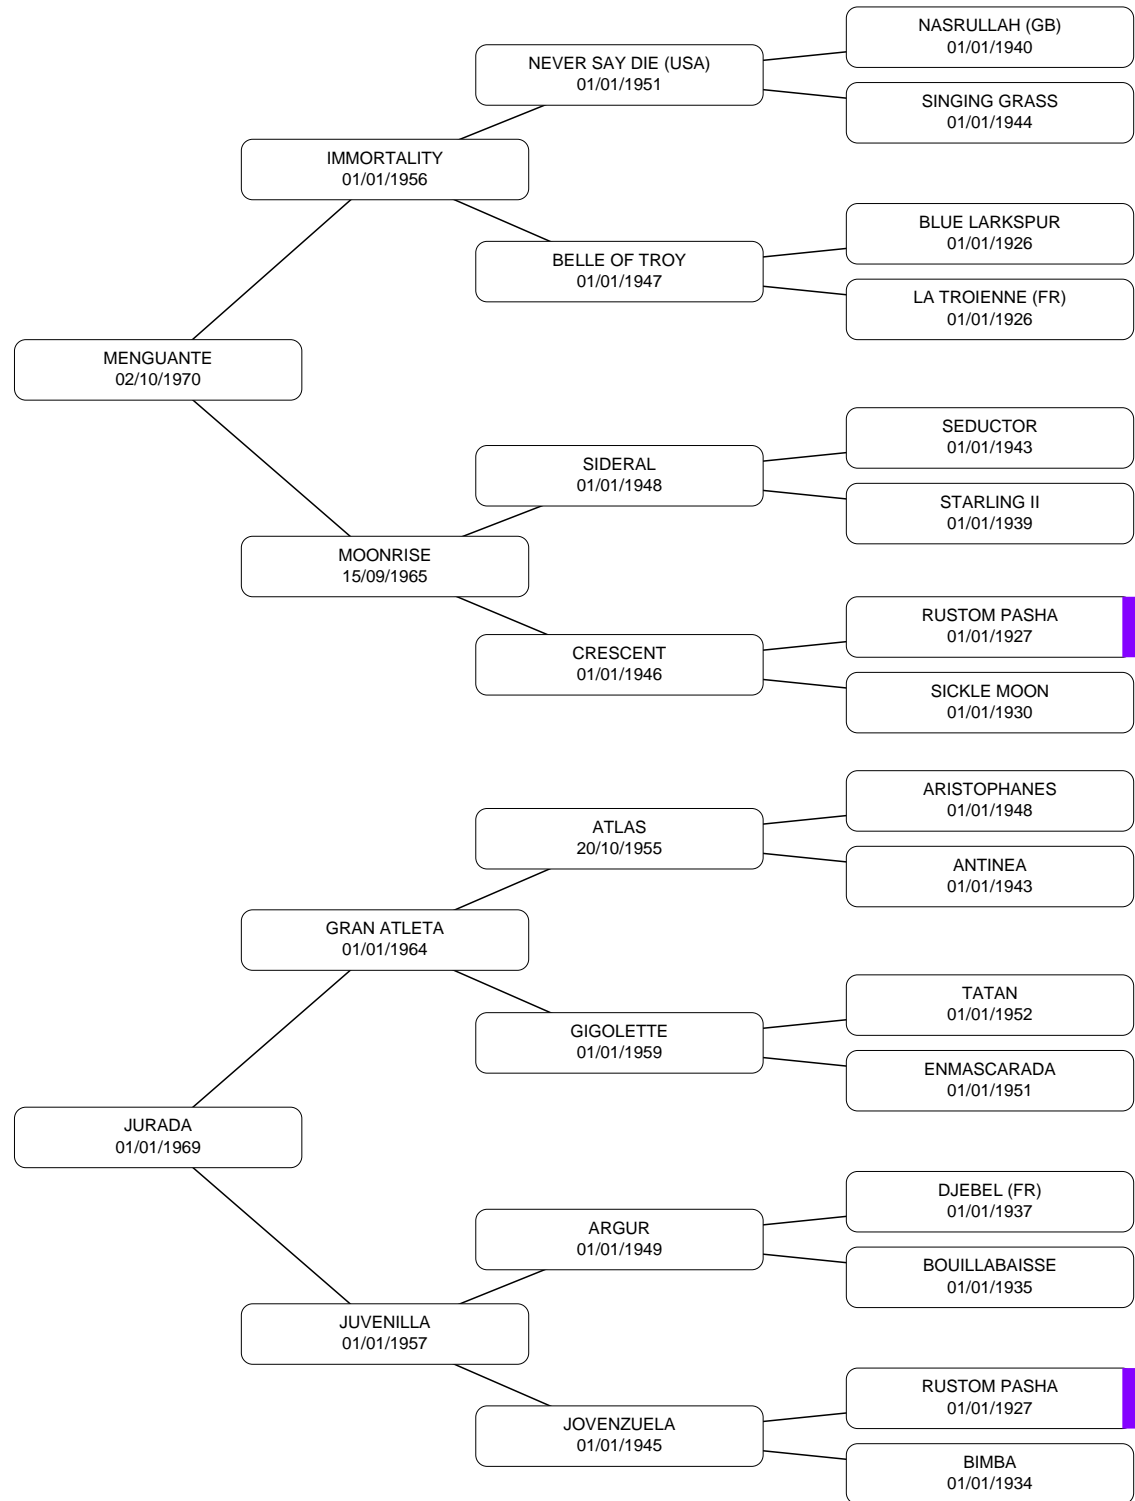 NASRULLAH (GB)
01/01/1940
NEVER SAY DIE (USA)
01/01/1951
SINGING GRASS
01/01/1944
IMMORTALITY
01/01/1956
BLUE LARKSPUR
01/01/1926
BELLE OF TROY
01/01/1947
LA TROIENNE (FR)
01/01/1926
MENGUANTE
02/10/1970
SEDUCTOR
01/01/1943
SIDERAL
01/01/1948
STARLING II
01/01/1939
MOONRISE
15/09/1965
RUSTOM PASHA
01/01/1927
CRESCENT
01/01/1946
SICKLE MOON
01/01/1930
ARISTOPHANES
01/01/1948
ATLAS
20/10/1955
ANTINEA
01/01/1943
GRAN ATLETA
01/01/1964
TATAN
01/01/1952
GIGOLETTE
01/01/1959
ENMASCARADA
01/01/1951
JURADA
01/01/1969
DJEBEL (FR)
01/01/1937
ARGUR
01/01/1949
BOUILLABAISSE
01/01/1935
JUVENILLA
01/01/1957
RUSTOM PASHA
01/01/1927
JOVENZUELA
01/01/1945
BIMBA
01/01/1934